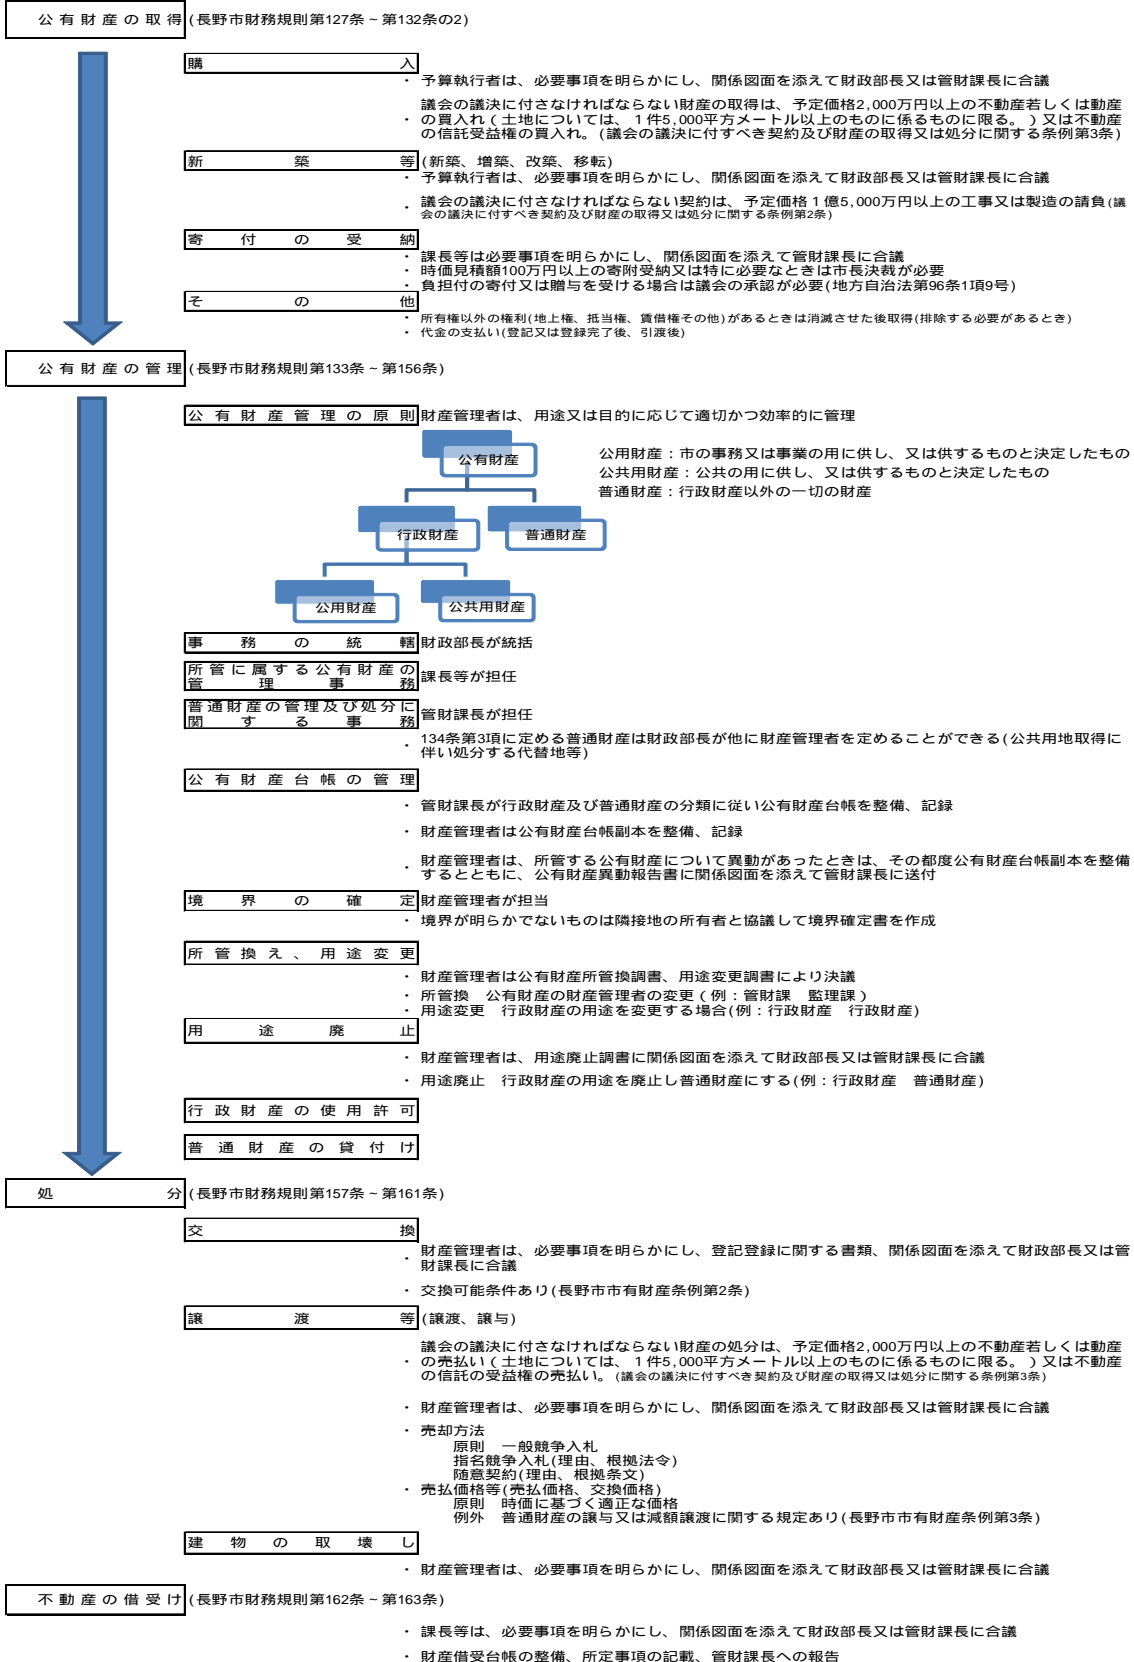 公有財産の取得(長野市財務規則第127条~第132条の2)
購入
・ 予算執行者は、必要事項を明らかにし、関係図面を添えて財政部長又は管財課長に合議
議会の議決に付さなければならない財産の取得は、予定価格2,000万円以上の不動産若しくは動産
・ の買入れ(土地については、1件5,000平方メートル以上のものに係るものに限る。)又は不動産
の信託受益権の買入れ。(議会の議決に付すべき契約及び財産の取得又は処分に関する条例第3条)
新築等(新築、増築、改築、移転)
・ 予算執行者は、必要事項を明らかにし、関係図面を添えて財政部長又は管財課長に合議
・ 議会の議決に付さなければならない契約は、予定価格1億5,000万円以上の工事又は製造の請負(議
会の議決に付すべき契約及び財産の取得又は処分に関する条例第2条)
寄付の受納
・ 課長等は必要事項を明らかにし、関係図面を添えて管財課長に合議
・ 時価見積額100万円以上の寄附受納又は特に必要なときは市長決裁が必要
・ 負担付の寄付又は贈与を受ける場合は議会の承認が必要(地方自治法第96条1項9号)
その他
・ 所有権以外の権利(地上権、抵当権、賃借権その他)があるときは消滅させた後取得(排除する必要があるとき)
・ 代金の支払い(登記又は登録完了後、引渡後)
公有財産の管理(長野市財務規則第133条~第156条)
公有財産管理の原則 財産管理者は、用途又は目的に応じて適切かつ効率的に管理
公有財産
公用財産:市の事務又は事業の用に供し、又は供するものと決定したもの
公共用財産:公共の用に供し、又は供するものと決定したもの
普通財産:行政財産以外の一切の財産
行政財産 普通財産
公用財産 公共用財産
事務の統轄 財政部長が統括
所管に属する公有財産の
管理事務 課長等が担任
普通財産の管理及び処分に
関する事務 管財課長が担任
・ 134条第3項に定める普通財産は財政部長が他に財産管理者を定めることができる(公共用地取得に
伴い処分する代替地等)
公有財産台帳の管理
・ 管財課長が行政財産及び普通財産の分類に従い公有財産台帳を整備、記録
・ 財産管理者は公有財産台帳副本を整備、記録
・ 財産管理者は、所管する公有財産について異動があったときは、その都度公有財産台帳副本を整備
するとともに、公有財産異動報告書に関係図面を添えて管財課長に送付
境界の確定 財産管理者が担当
・ 境界が明らかでないものは隣接地の所有者と協議して境界確定書を作成
所管換え、用途変更
・ 財産管理者は公有財産所管換調書、用途変更調書により決議
・ 所管換 公有財産の財産管理者の変更(例:管財課 監理課)
・ 用途変更 行政財産の用途を変更する場合(例:行政財産 行政財産)
用途廃止
・ 財産管理者は、用途廃止調書に関係図面を添えて財政部長又は管財課長に合議
・ 用途廃止 行政財産の用途を廃止し普通財産にする(例:行政財産 普通財産)
行政財産の使用許可
普通財産の貸付け
処分(長野市財務規則第157条~第161条)
交換
・ 財産管理者は、必要事項を明らかにし、登記登録に関する書類、関係図面を添えて財政部長又は管
財課長に合議
・ 交換可能条件あり(長野市市有財産条例第2条)
譲渡等(譲渡、譲与)
議会の議決に付さなければならない財産の処分は、予定価格2,000万円以上の不動産若しくは動産
・ の売払い(土地については、1件5,000平方メートル以上のものに係るものに限る。)又は不動産
の信託の受益権の売払い。(議会の議決に付すべき契約及び財産の取得又は処分に関する条例第3条)
・ 財産管理者は、必要事項を明らかにし、関係図面を添えて財政部長又は管財課長に合議
・ 売却方法
原則 一般競争入札
指名競争入札(理由、根拠法令)
随意契約(理由、根拠条文)
・ 売払価格等(売払価格、交換価格)
原則 時価に基づく適正な価格
例外 普通財産の譲与又は減額譲渡に関する規定あり(長野市市有財産条例第3条)
建物の取壊し
・ 財産管理者は、必要事項を明らかにし、関係図面を添えて財政部長又は管財課長に合議
不動産の借受け(長野市財務規則第162条~第163条)
・ 課長等は、必要事項を明らかにし、関係図面を添えて財政部長又は管財課長に合議
・ 財産借受台帳の整備、所定事項の記載、管財課長への報告